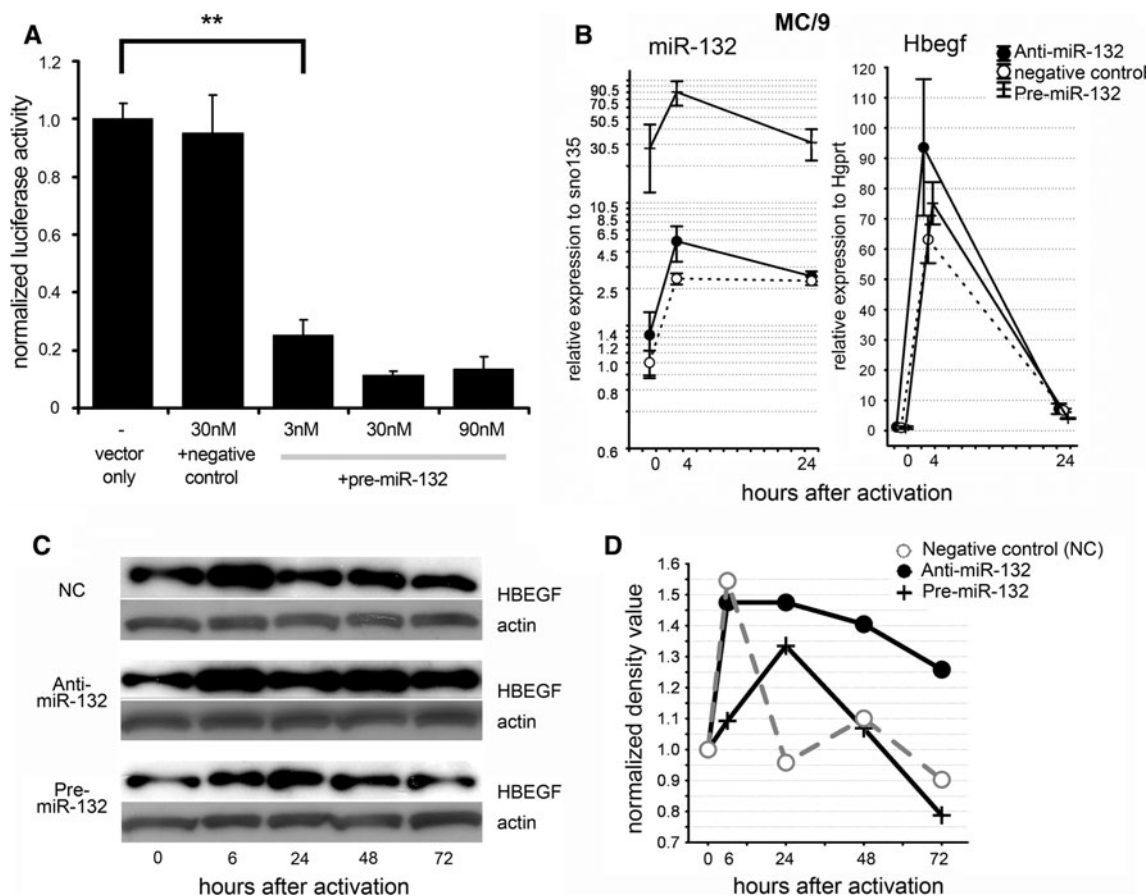 A
**
normalized luciferase activity
1.2
1.0
0.8
0.6
0.4
0.2
0
- 30nM 3nM 30nM 90nM
vector only
+negative control
+pre-miR-132
B
MC/9
miR-132
Hbegf
Anti-miR-132
negative control
Pre-miR-132
relative expression to sno135
90.5
70.5
50.5
30.5
10.5
8.5
6.5
4.5
2.5
1.4
1.2
1.0
0.8
0.6
0 4 24
relative expression to Hgprt
120
110
100
90
80
70
60
50
40
30
20
10
0
0 4 24
hours after activation
C
NC
HBEGF
actin
Anti-
miR-132
HBEGF
actin
Pre-
miR-132
HBEGF
actin
0 6 24 48 72
hours after activation
D
Negative control (NC)
Anti-miR-132
Pre-miR-132
normalized density value
1.6
1.5
1.4
1.3
1.2
1.1
1.0
0.9
0.8
0.7
0 6 24 48 72
hours after activation